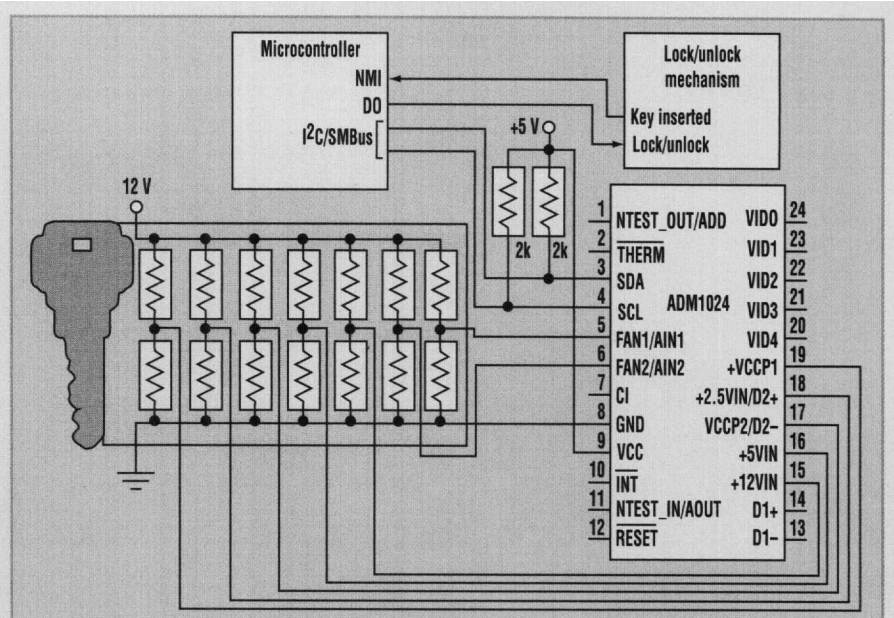 Microcontroller
NMI
DO
I²C/SMBus
Lock/unlock
mechanism
Key inserted
Lock/unlock
+5 V
12 V
2k
2k
1 NTEST_OUT/ADD
2 THERM
3 SDA
4 SCL
5 FAN1/AIN1
6 FAN2/AIN2
7 CI
8 GND
9 VCC
10 INT
11 NTEST_IN/AOUT
12 RESET
ADM1024
VID0 24
VID1 23
VID2 22
VID3 21
VID4 20
+VCCP1 19
+2.5VIN/D2+ 18
VCCP2/D2– 17
+5VIN 16
+12VIN 15
D1+ 14
D1– 13